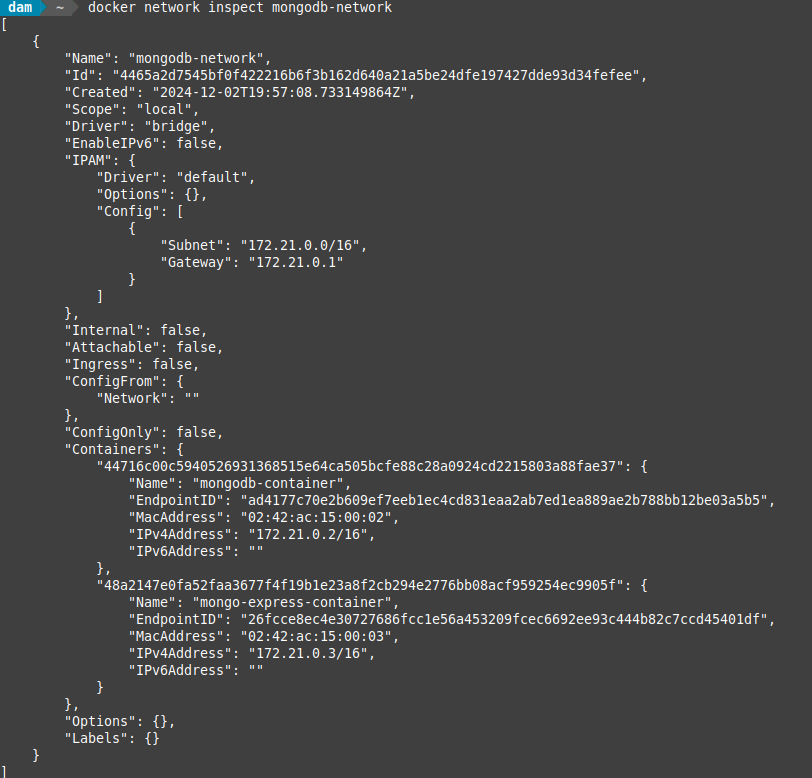 dam ~ docker network inspect mongodb-network
[
    {
        "Name": "mongodb-network",
        "Id": "4465a2d7545bf0f422216b6f3b162d640a21a5be24dfe197427dde93d34fefee",
        "Created": "2024-12-02T19:57:08.733149864Z",
        "Scope": "local",
        "Driver": "bridge",
        "EnableIPv6": false,
        "IPAM": {
            "Driver": "default",
            "Options": {},
            "Config": [
                {
                    "Subnet": "172.21.0.0/16",
                    "Gateway": "172.21.0.1"
                }
            ]
        },
        "Internal": false,
        "Attachable": false,
        "Ingress": false,
        "ConfigFrom": {
            "Network": ""
        },
        "ConfigOnly": false,
        "Containers": {
            "44716c00c5940526931368515e64ca505bcfe88c28a0924cd2215803a88fae37": {
                "Name": "mongodb-container",
                "EndpointID": "ad4177c70e2b609ef7eeb1ec4cd831eaa2ab7ed1ea889ae2b788bb12be03a5b5",
                "MacAddress": "02:42:ac:15:00:02",
                "IPv4Address": "172.21.0.2/16",
                "IPv6Address": ""
            },
            "48a2147e0fa52faa3677f4f19b1e23a8f2cb294e2776bb08acf959254ec9905f": {
                "Name": "mongo-express-container",
                "EndpointID": "26fcce8ec4e30727686fcc1e56a453209fcec6692ee93c444b82c7ccd45401df",
                "MacAddress": "02:42:ac:15:00:03",
                "IPv4Address": "172.21.0.3/16",
                "IPv6Address": ""
            }
        },
        "Options": {},
        "Labels": {}
    }
]